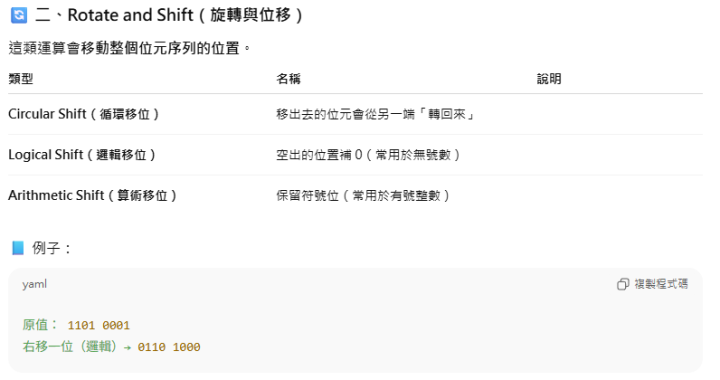 🔄 二、Rotate and Shift（旋轉與位移）
這類運算會移動整個位元序列的位置。
類型 名稱 說明
Circular Shift（循環移位） 移出去的位元會從另一端「轉回來」
Logical Shift（邏輯移位） 空出的位置補 0（常用於無號數）
Arithmetic Shift（算術移位） 保留符號位（常用於有號整數）
📘 例子：
yaml 複製程式碼
原值： 1101 0001
右移一位（邏輯）→ 0110 1000